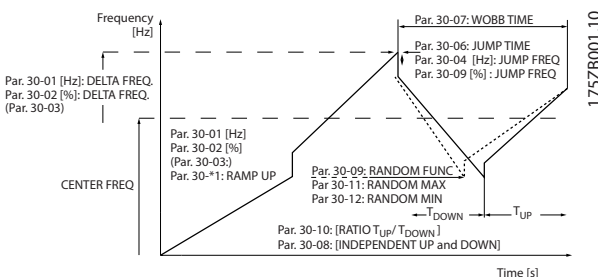 Frequency
[Hz]
Par. 30-07: WOBB TIME
Par. 30-06: JUMP TIME
Par. 30-04 [Hz]: JUMP FREQ
Par. 30-09 [%] : JUMP FREQ
175ZB001.10
Par. 30-01 [Hz]: DELTA FREQ.
Par. 30-02 [%]: DELTA FREQ.
(Par. 30-03)
Par. 30-01 [Hz]
Par. 30-02 [%]
(Par. 30-03:)
Par. 30-*1: RAMP UP
CENTER FREQ
Par. 30-09: RANDOM FUNC
Par 30-11: RANDOM MAX
Par 30-12: RANDOM MIN
TDOWN
TUP
Par. 30-10: [RATIO TUP/ TDOWN]
Par. 30-08: [INDEPENDENT UP and DOWN]
Time [s]